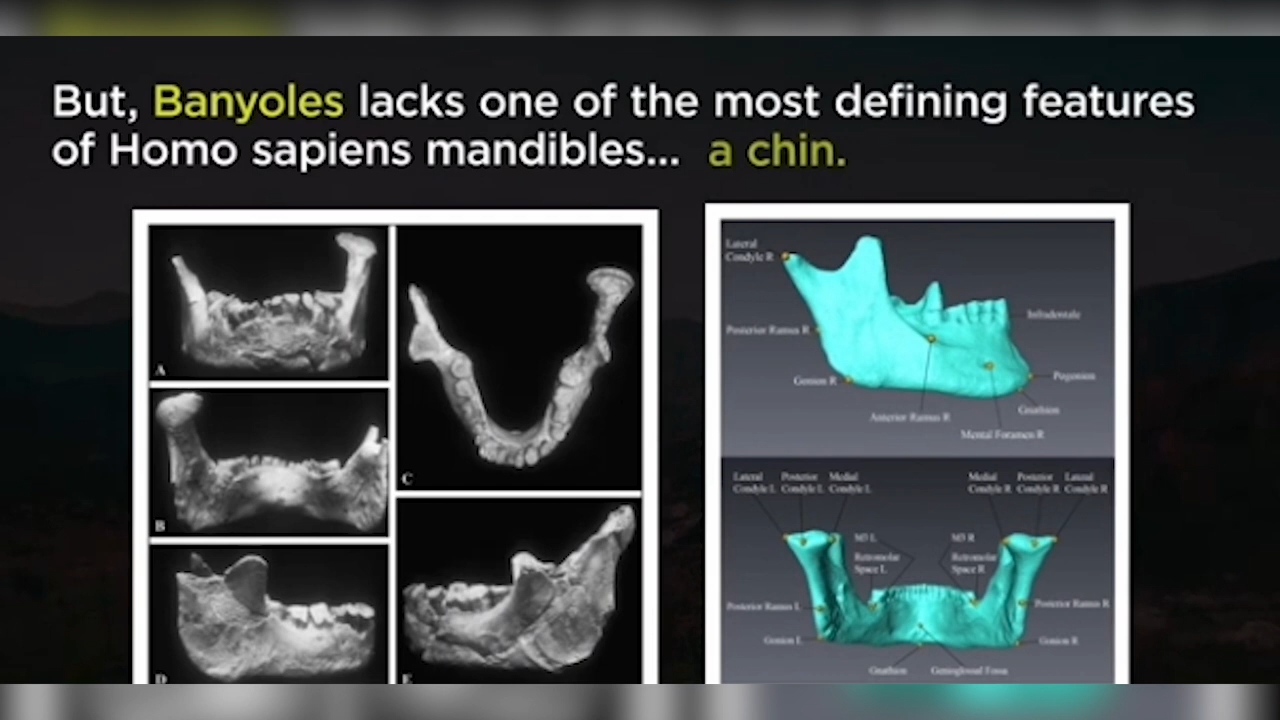 But, Banyoles lacks one of the most defining features
of Homo sapiens mandibles... a chin.
A
B
C
D
E
Lateral
Condyle R
Posterior Ramus R
Gonion R
Anterior Ramus R
Mental Foramen R
Gnathion
Pogonion
Infradentale
Lateral Condyle L
Posterior Condyle L
Medial Condyle L
Medial Condyle R
Posterior Condyle R
Lateral Condyle R
M3 L
M3 R
Retromolar
Space L
Retromolar
Space R
Posterior Ramus L
Posterior Ramus R
Gonion L
Gonion R
Gnathion
Genioglossal Fossa